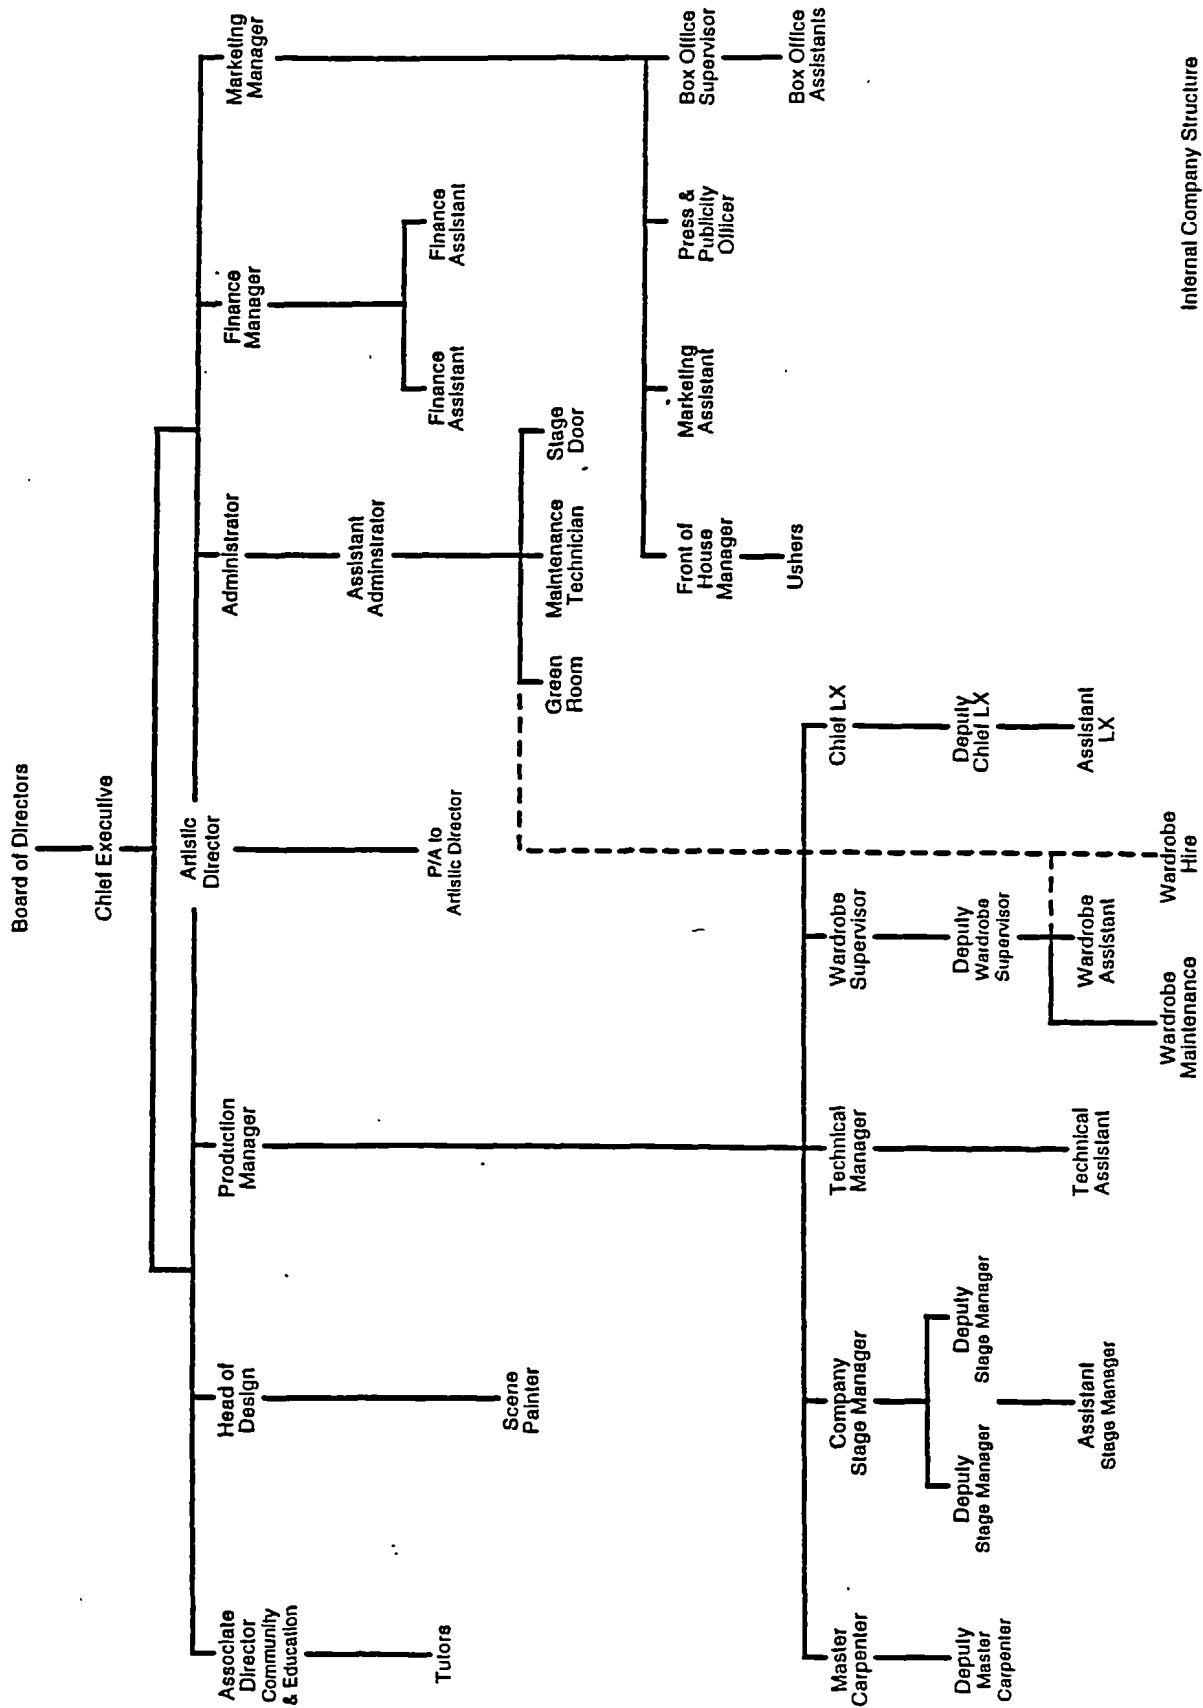 Board of Directors
Chief Executive
Artistic
Director
Associate
Director
Community
& Education
Head of
Design
Production
Manager
Administrator
Finance
Manager
Marketing
Manager
Tutors
Scene
Painter
P/A to
Artistic Director
Assistant
Adminstrator
Finance
Assistant
Finance
Assistant
Green
Room
Maintenance
Technician
Stage
Door
Front of
House
Manager
Marketing
Assistant
Press &
Publicity
Officer
Box Office
Supervisor
Ushers
Box Office
Assistants
Master
Carpenter
Company
Stage Manager
Technical
Manager
Wardrobe
Supervisor
Chief LX
Deputy
Master
Carpenter
Deputy
Stage Manager
Deputy
Stage Manager
Deputy
Wardrobe
Supervisor
Deputy
Chief LX
Assistant
Stage Manager
Technical
Assistant
Wardrobe
Assistant
Assistant
LX
Wardrobe
Maintenance
Wardrobe
Hire
Internal Company Structure